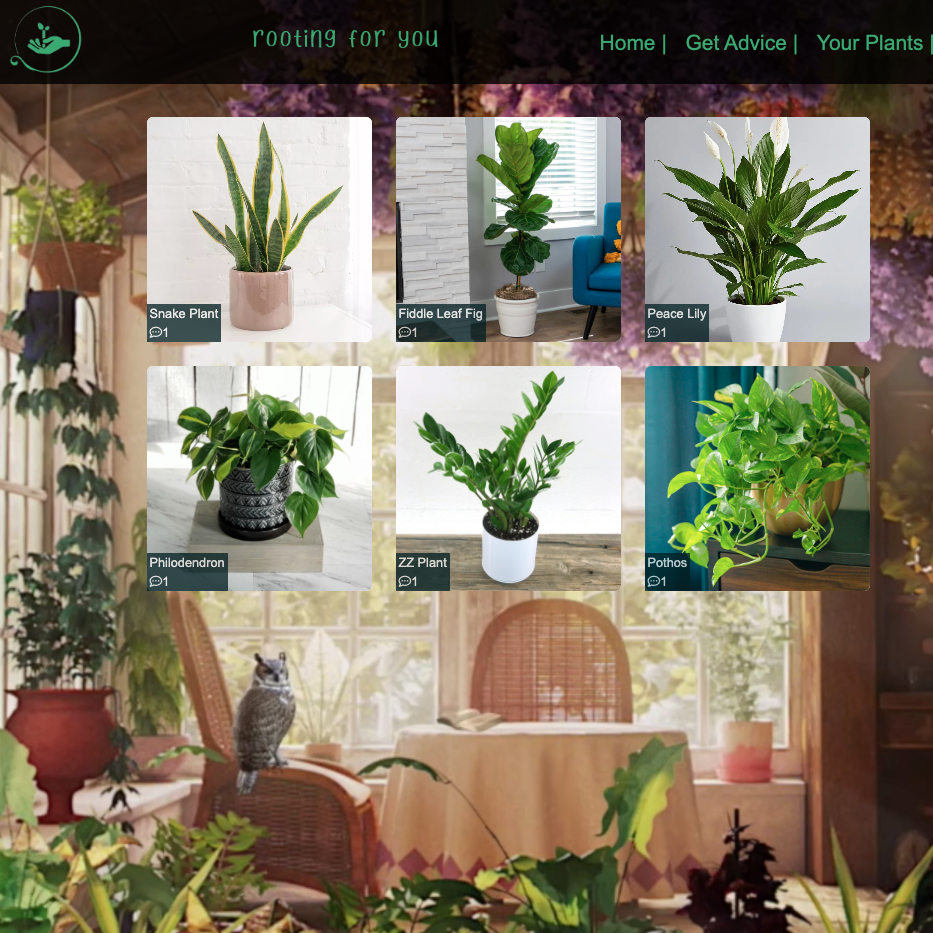 rooting for you
Home | Get Advice | Your Plants |
Snake Plant
1
Fiddle Leaf Fig
1
Peace Lily
1
Philodendron
1
ZZ Plant
1
Pothos
1